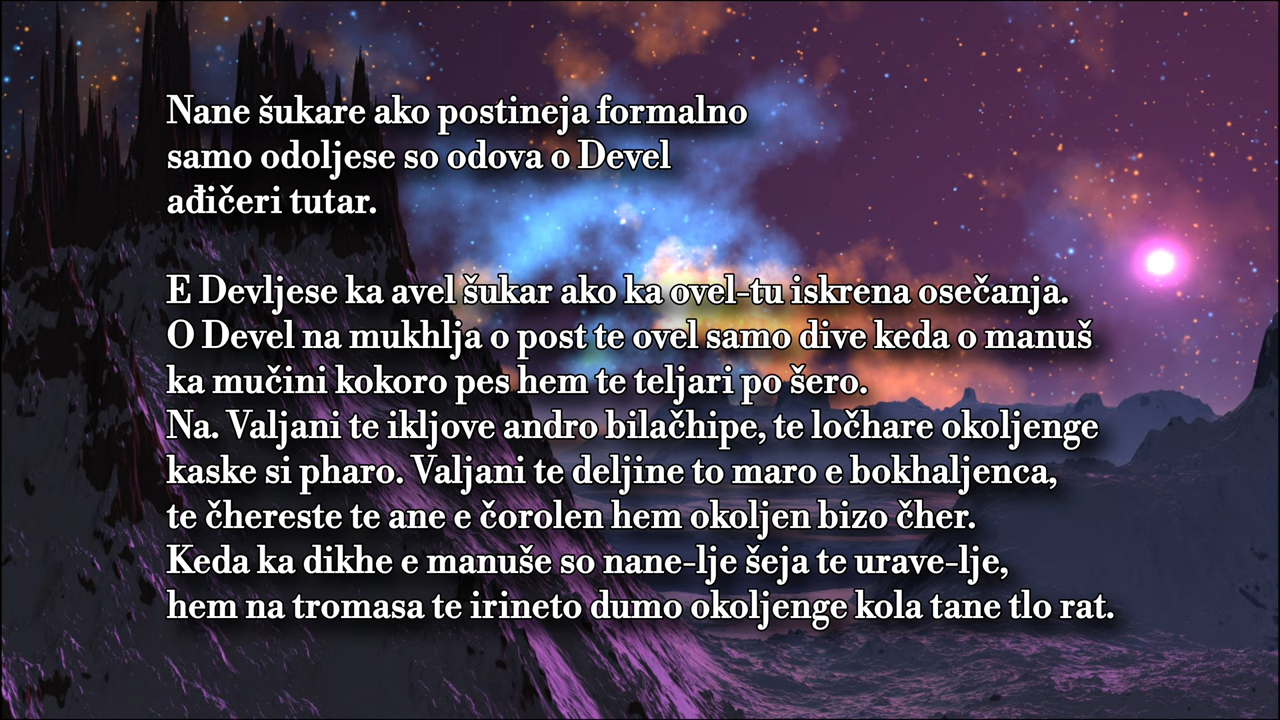 Nane šukare ako postineja formalno
samo odoljese so odova o Devel
ađičeri tutar.
E Devljese ka avel šukar ako ka ovel-tu iskrena osečanja.
O Devel na mukhlja o post te ovel samo dive keda o manuš
ka mučini kokoro pes hem te teljari po šero.
Na. Valjani te ikljove andro bilačhipe, te ločhare okoljenge
kaske si pharo. Valjani te deljine to maro e bokhaljenca,
te čhereste te ane e čorolen hem okoljen bizo čher.
Keda ka dikhe e manuše so nane-lje šeja te urave-lje,
hem na tromasa te irineto dumo okoljenge kola tane tlo rat.